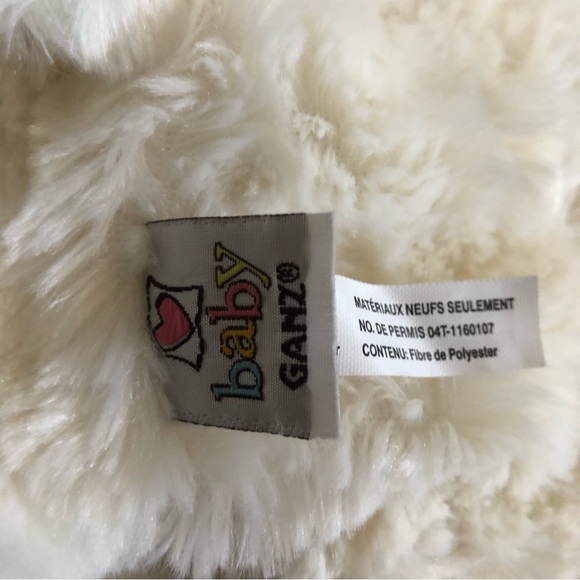 baby
GANZ®
MATÉRIAUX NEUFS SEULEMENT
NO. DE PERMIS 04T-1160107
CONTENU: Fibre de Polyester